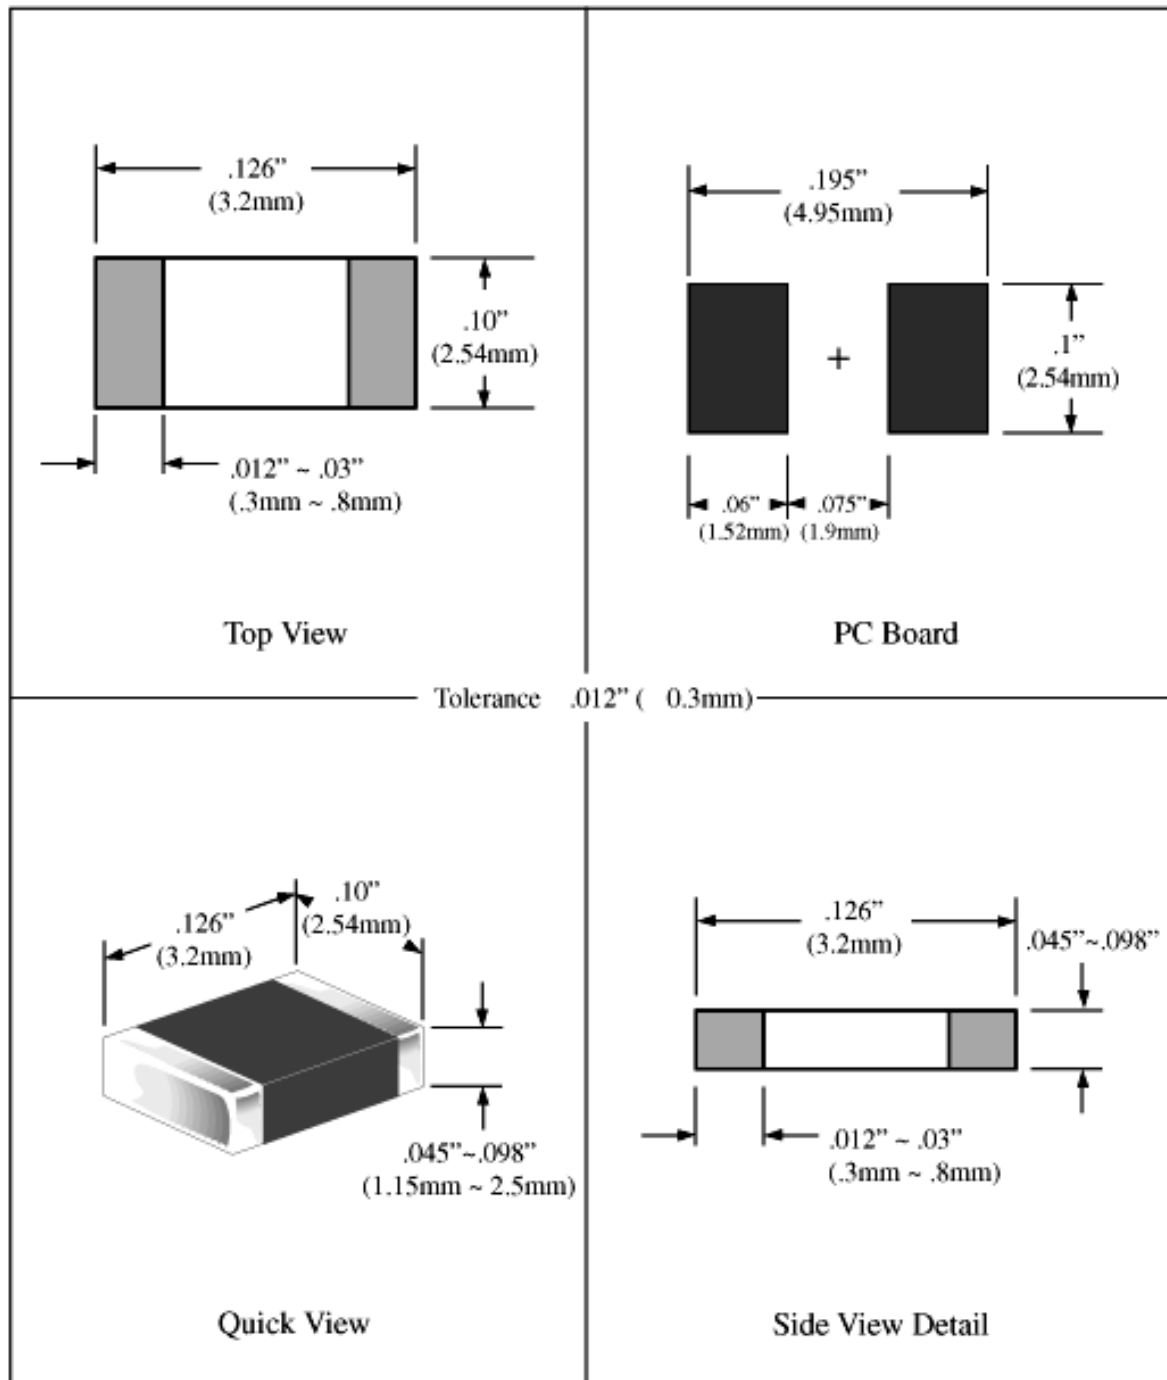 .126”
(3.2mm)
.10”
(2.54mm)
.012” ~ .03”
(.3mm ~ .8mm)
Top View
.195”
(4.95mm)
+
.1”
(2.54mm)
.06” .075”
(1.52mm) (1.9mm)
PC Board
Tolerance .012” ( 0.3mm)
.126”
(3.2mm)
.10”
(2.54mm)
.045”~.098”
(1.15mm ~ 2.5mm)
Quick View
.126”
(3.2mm)
.045”~.098”
.012” ~ .03”
(.3mm ~ .8mm)
Side View Detail